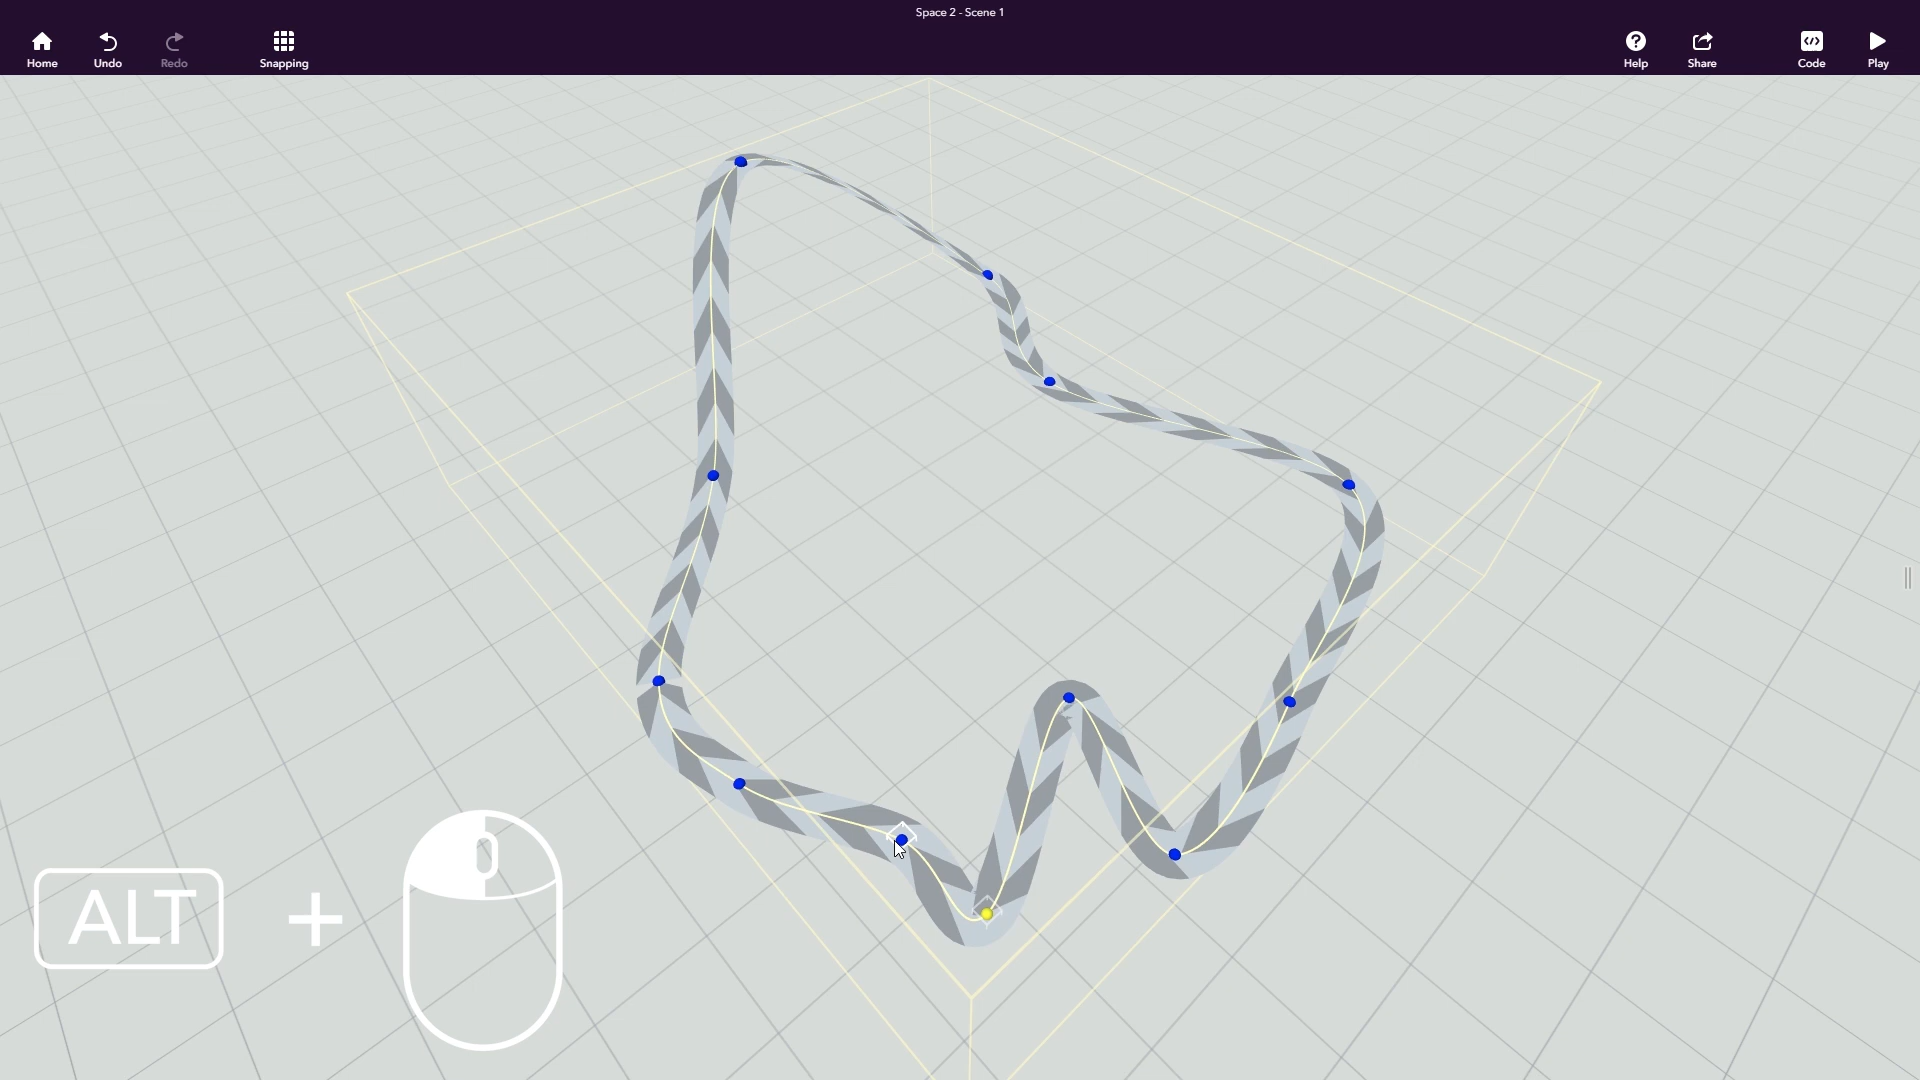 Space 2 - Scene 1
Home
Undo
Redo
Snapping
Help
Share
Code
Play
ALT +